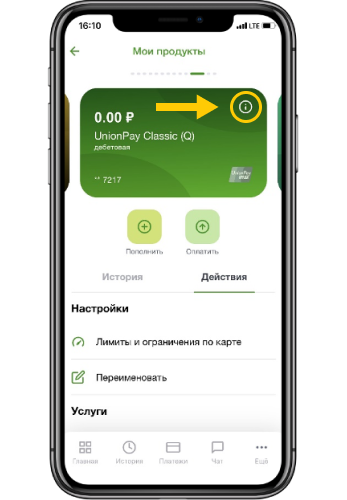 16:10
LTE
Мои продукты
0.00 ₽
UnionPay Classic (Q)
дебетовая
** 7217
UnionPay
Пополнить
Оплатить
История
Действия
Настройки
Лимиты и ограничения по карте
Переименовать
Услуги
Главная
История
Платежи
Чат
Ещё